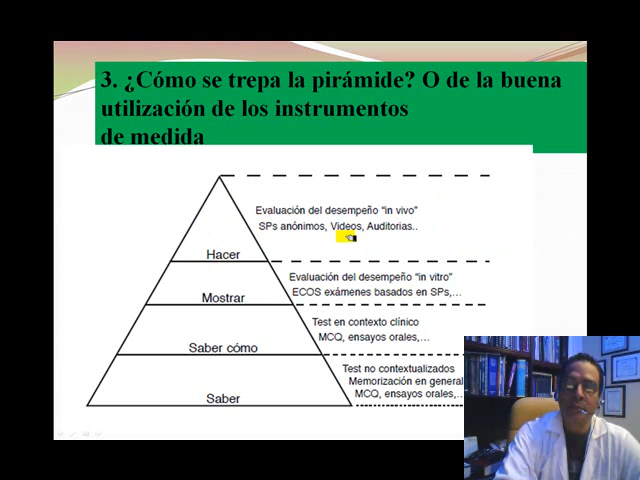 3. ¿Cómo se trepa la pirámide? O de la buena
utilización de los instrumentos
de medida
Evaluación del desempeño “in vivo”
SPs anónimos, Videos, Auditorias..
Hacer
Evaluación del desempeño “in vitro”
ECOS exámenes basados en SPs,...
Mostrar
Test en contexto clínico
MCQ, ensayos orales,...
Saber cómo
Test no contextualizados
Memorización en general
MCQ, ensayos orales,..
Saber